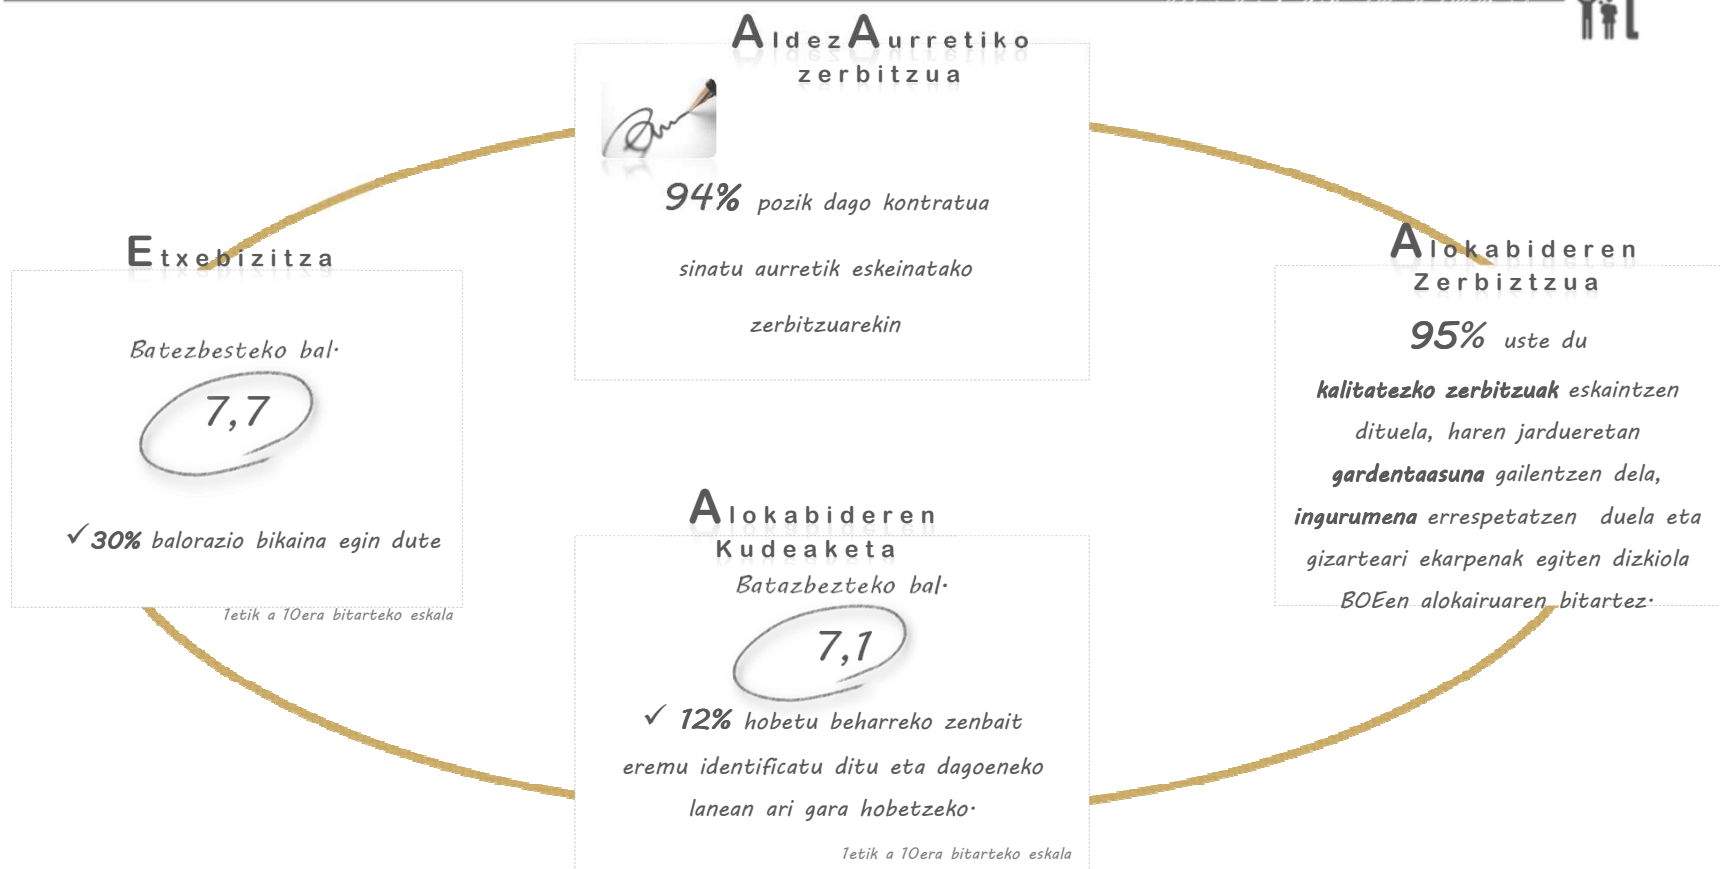 Aldez Aurretiko
zerbitzua
94% pozik dago kontratua
sinatu aurretik eskeinatako
zerbitzuarekin
Etxebizitza
Batezbesteko bal.
7,7
✓30% balorazio bikaina egin dute
1etik a 10era bitarteko eskala
Alokabideren
Zerbiztzua
95% uste du
kalitatezko zerbitzuak eskaintzen
dituela, haren jardueretan
gardentaasuna gailentzen dela,
ingurumena errespetatzen duela eta
gizarteari ekarpenak egiten dizkiola
BOEen alokairuaren bitartez.
Alokabideren
Kudeaketa
Batazbezteko bal.
7,1
✓ 12% hobetu beharreko zenbait
eremu identificatu ditu eta dagoeneko
lanean ari gara hobetzeko.
1etik a 10era bitarteko eskala